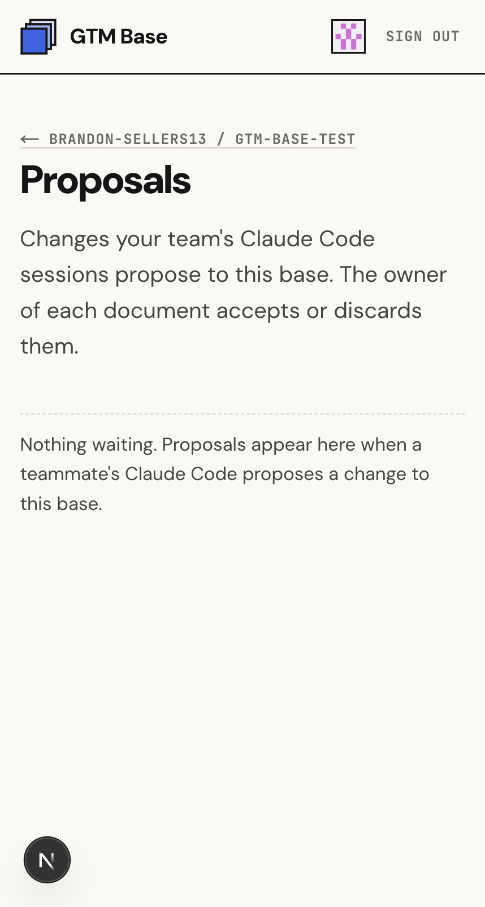 GTM Base
SIGN OUT
← BRANDON-SELLERS13 / GTM-BASE-TEST
Proposals
Changes your team's Claude Code
sessions propose to this base. The owner
of each document accepts or discards
them.
Nothing waiting. Proposals appear here when a
teammate's Claude Code proposes a change to
this base.
N